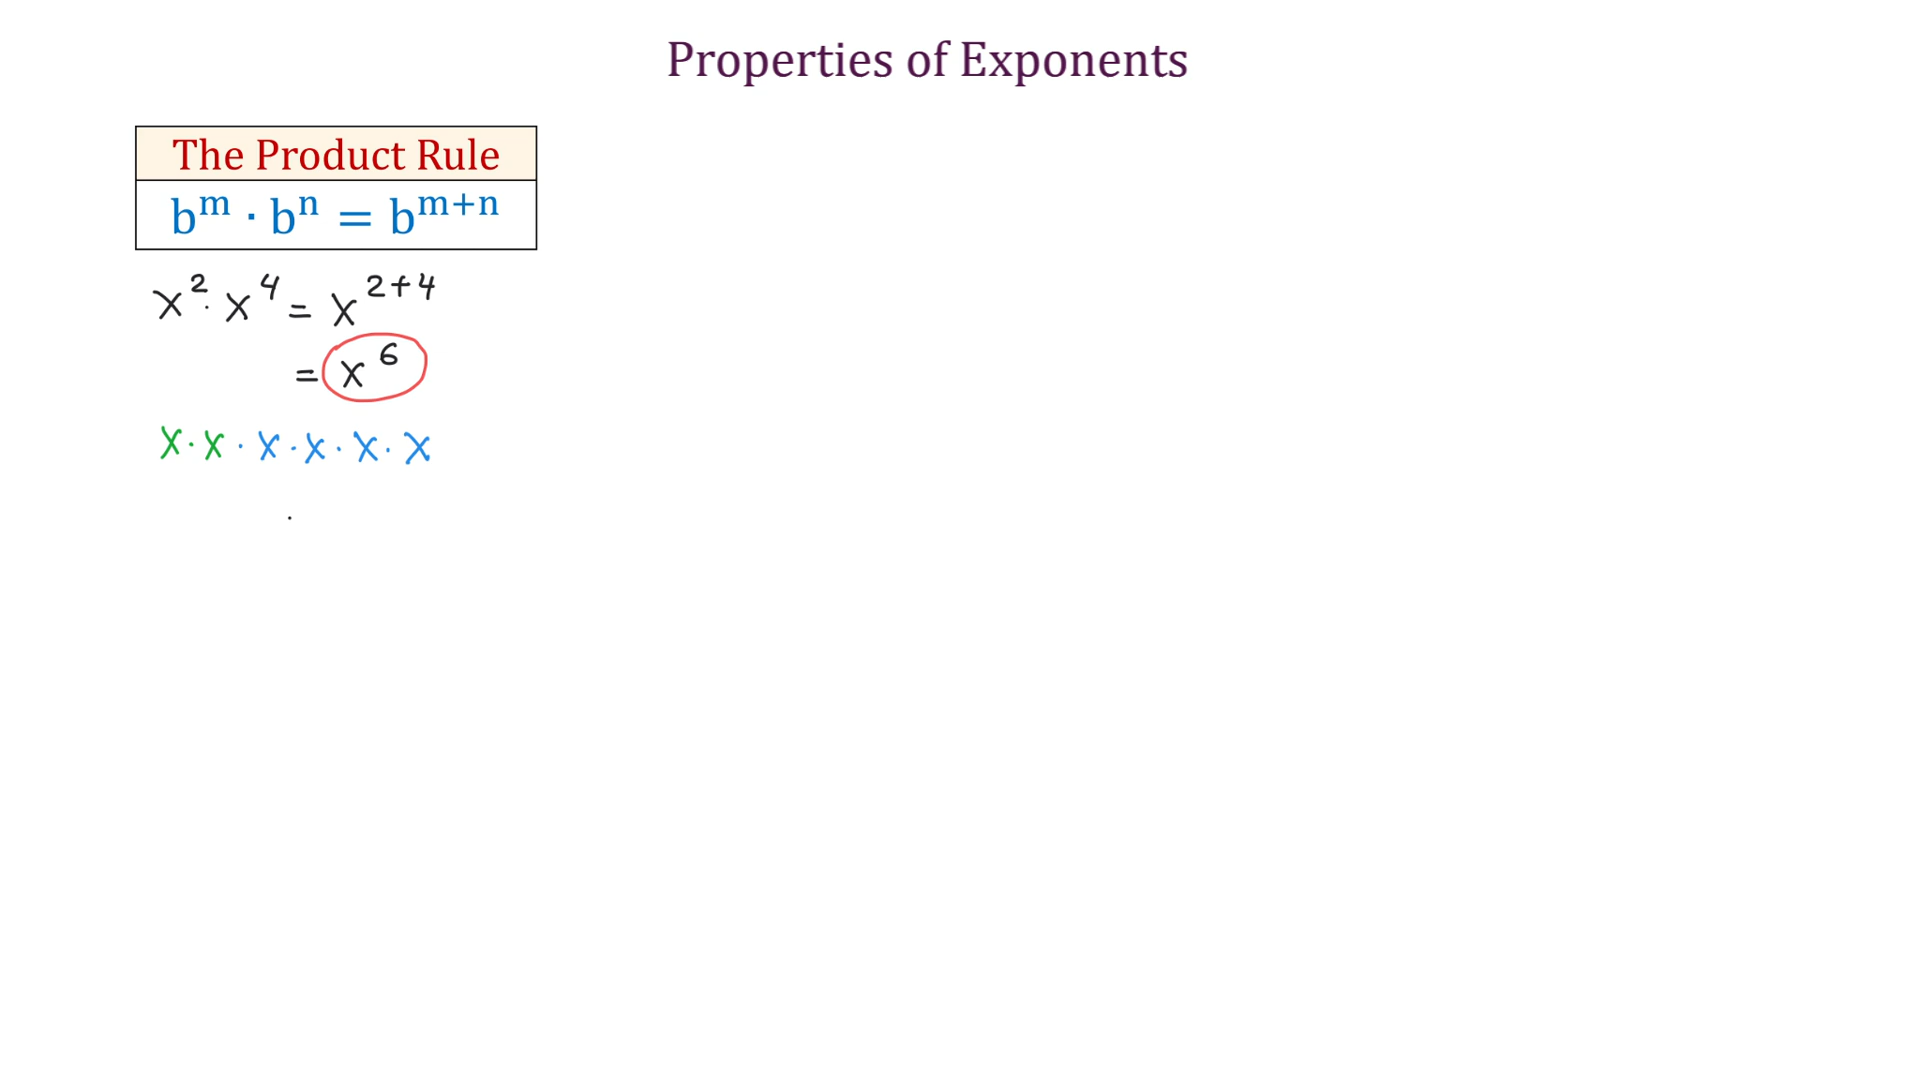 Properties of Exponents
The Product Rule
bᵐ · bⁿ = bᵐ⁺ⁿ
x² · x⁴ = x²⁺⁴
= x⁶
x · x · x · x · x · x